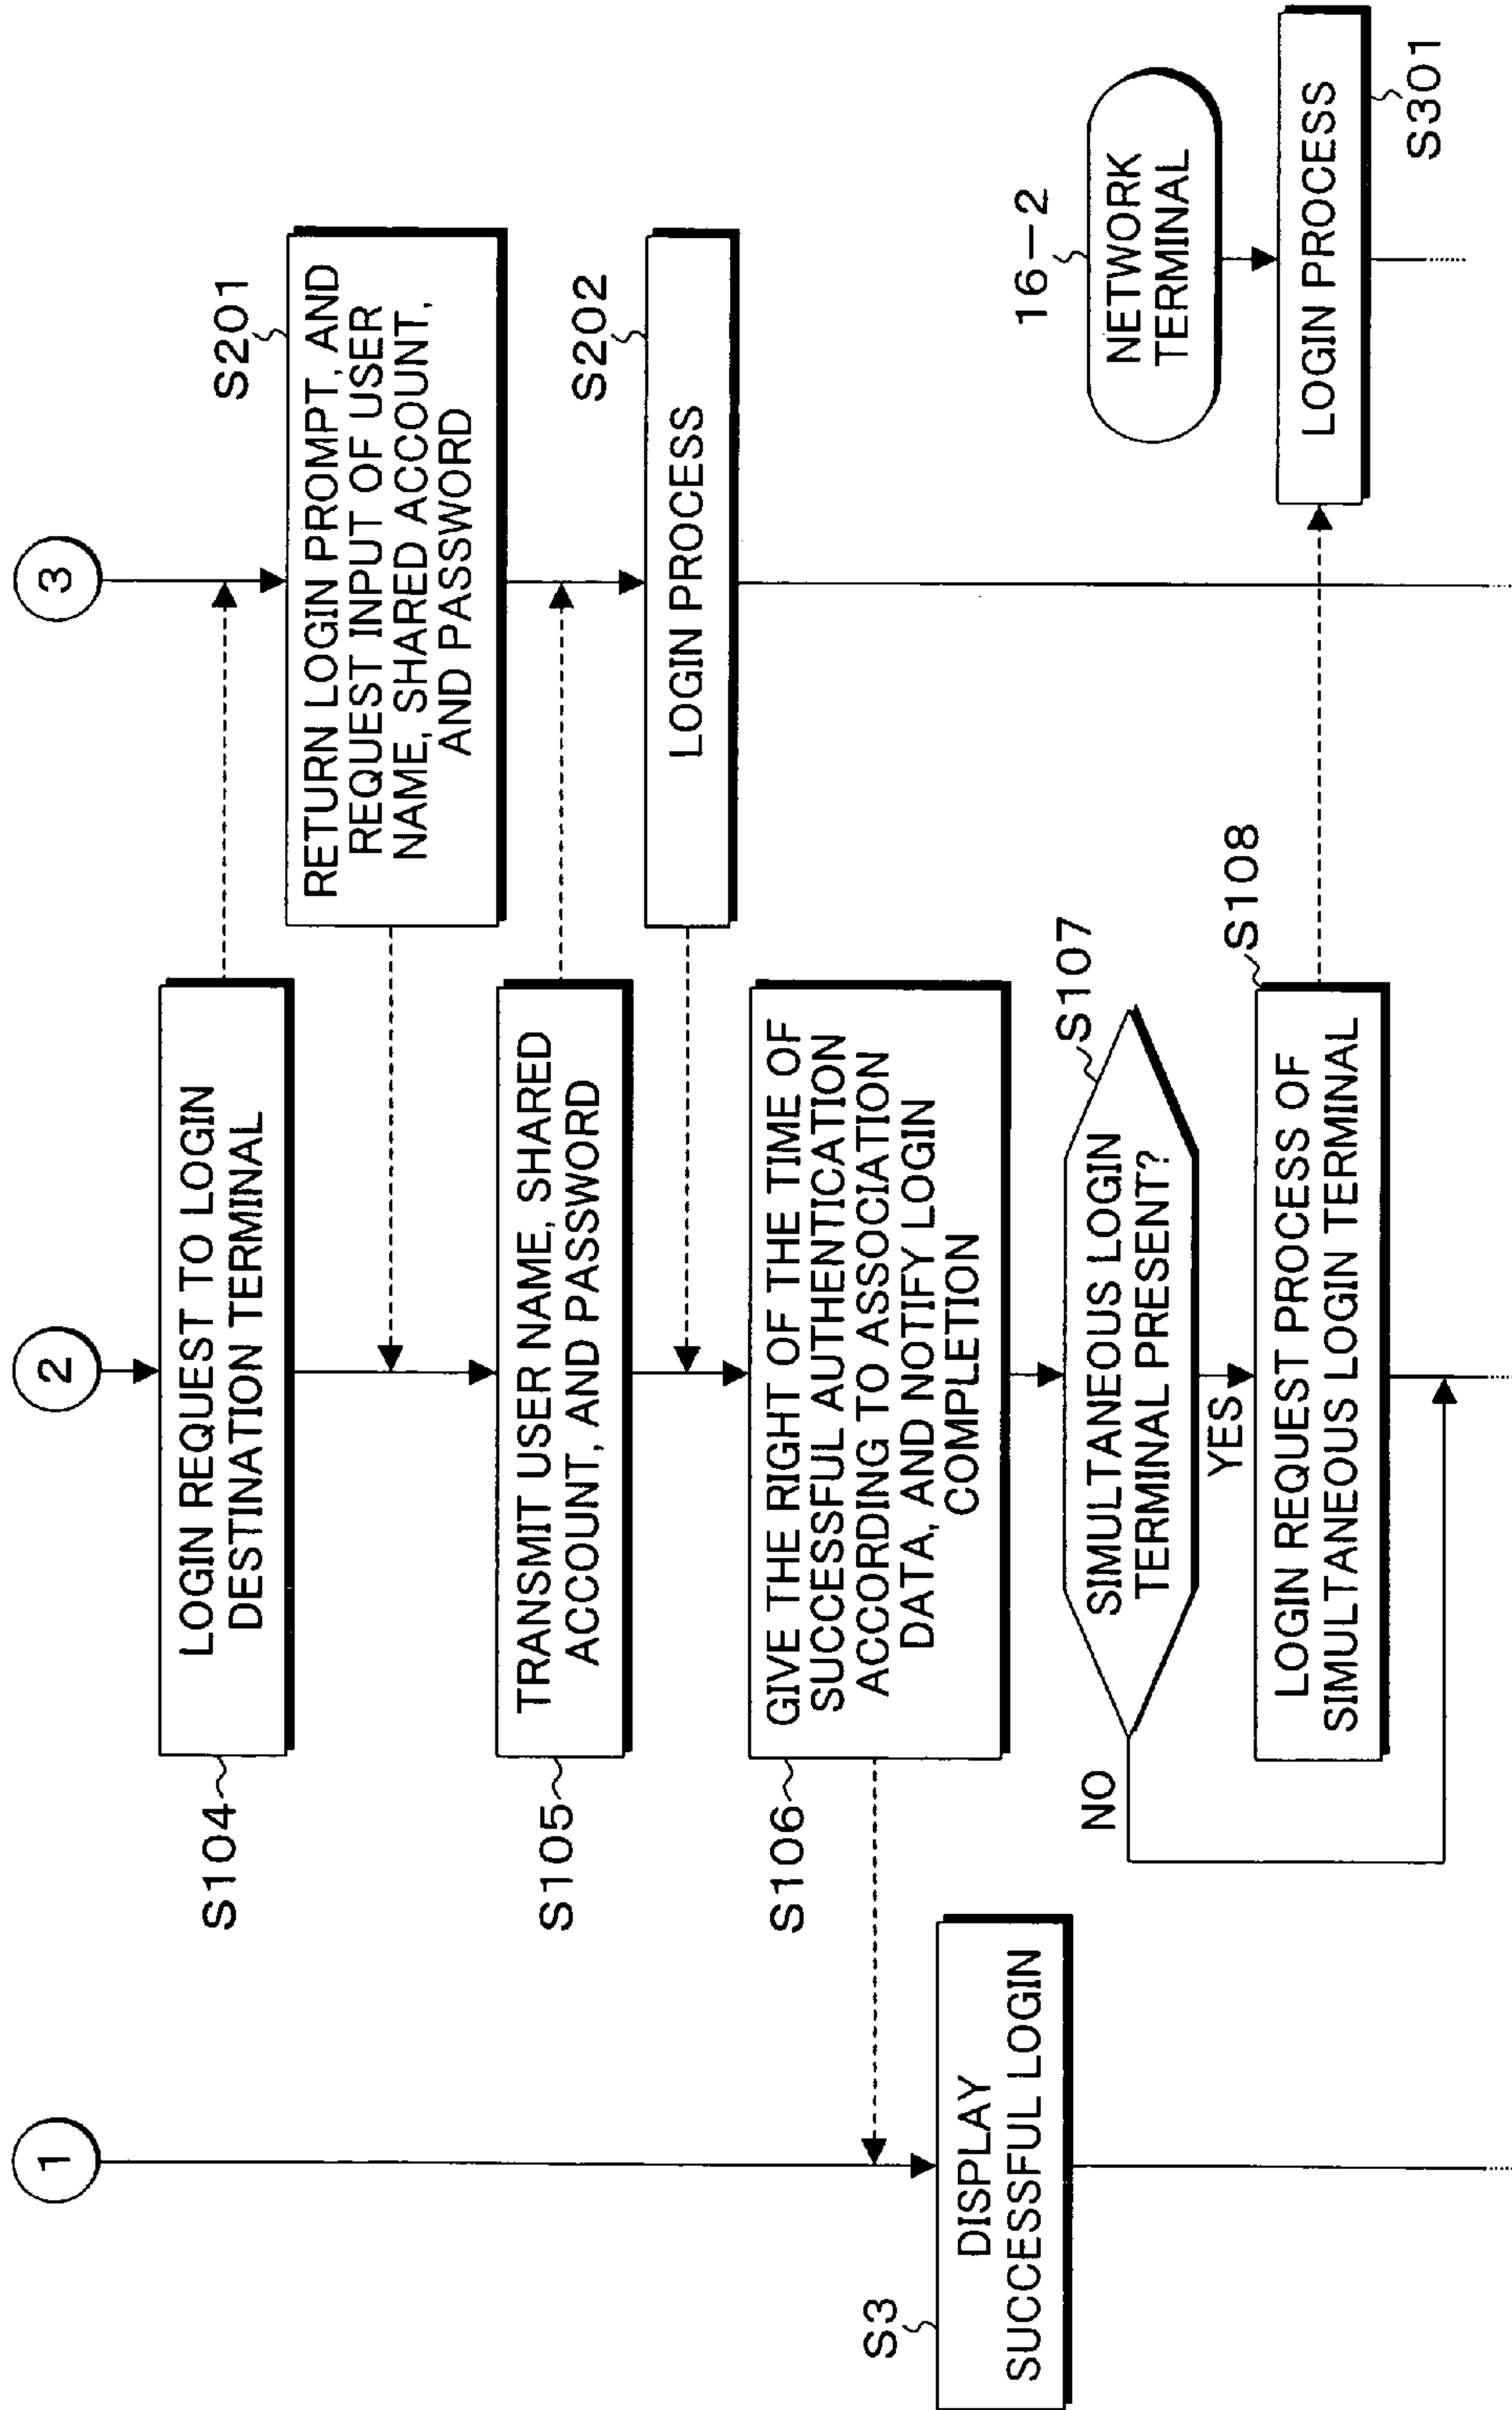 1
2
3
S104
LOGIN REQUEST TO LOGIN
DESTINATION TERMINAL
S201
RETURN LOGIN PROMPT, AND
REQUEST INPUT OF USER
NAME, SHARED ACCOUNT,
AND PASSWORD
S105
TRANSMIT USER NAME, SHARED
ACCOUNT, AND PASSWORD
S202
LOGIN PROCESS
S106
GIVE THE RIGHT OF THE TIME OF
SUCCESSFUL AUTHENTICATION
ACCORDING TO ASSOCIATION
DATA, AND NOTIFY LOGIN
COMPLETION
S3
DISPLAY
SUCCESSFUL LOGIN
S107
SIMULTANEOUS LOGIN
TERMINAL PRESENT?
NO
YES
16-2
NETWORK
TERMINAL
S108
LOGIN REQUEST PROCESS OF
SIMULTANEOUS LOGIN TERMINAL
LOGIN PROCESS
S301